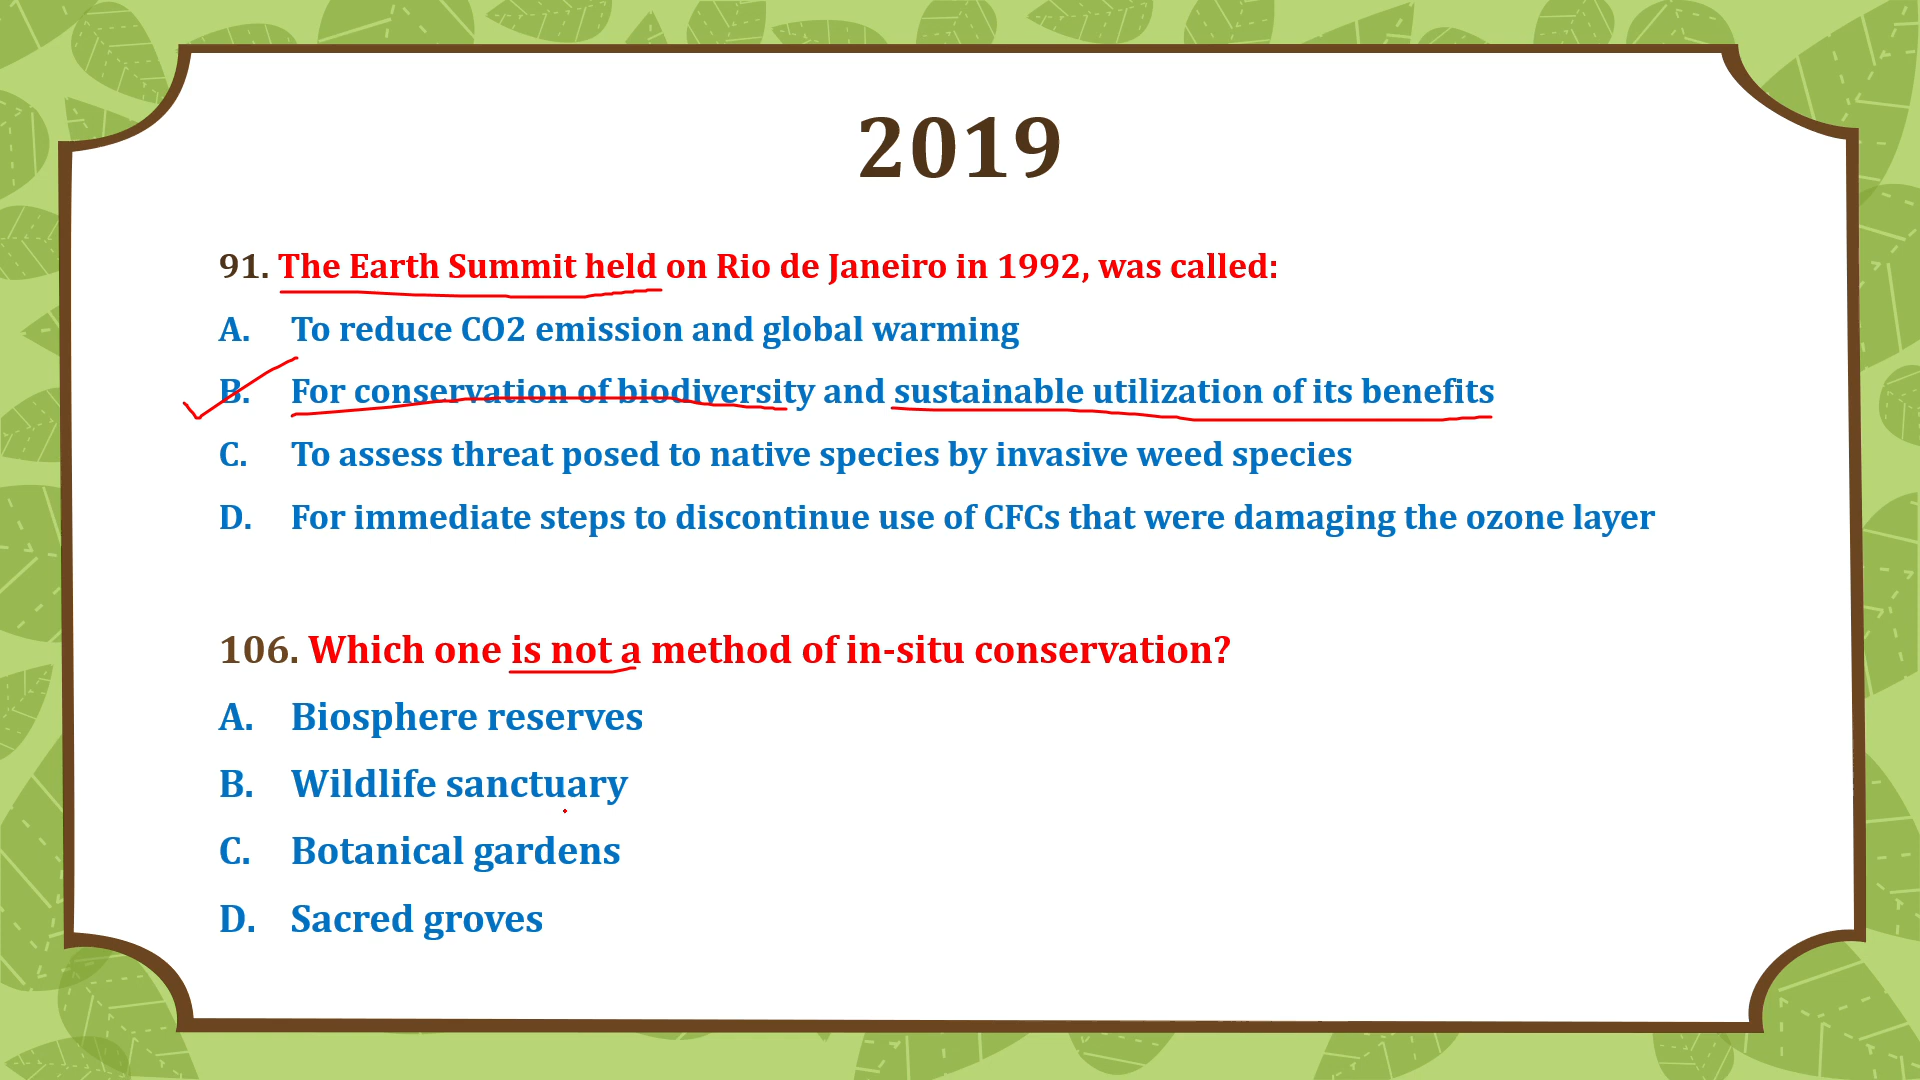 2019
91. The Earth Summit held on Rio de Janeiro in 1992, was called:
A. To reduce CO2 emission and global warming
B. For conservation of biodiversity and sustainable utilization of its benefits
C. To assess threat posed to native species by invasive weed species
D. For immediate steps to discontinue use of CFCs that were damaging the ozone layer
106. Which one is not a method of in-situ conservation?
A. Biosphere reserves
B. Wildlife sanctuary
C. Botanical gardens
D. Sacred groves